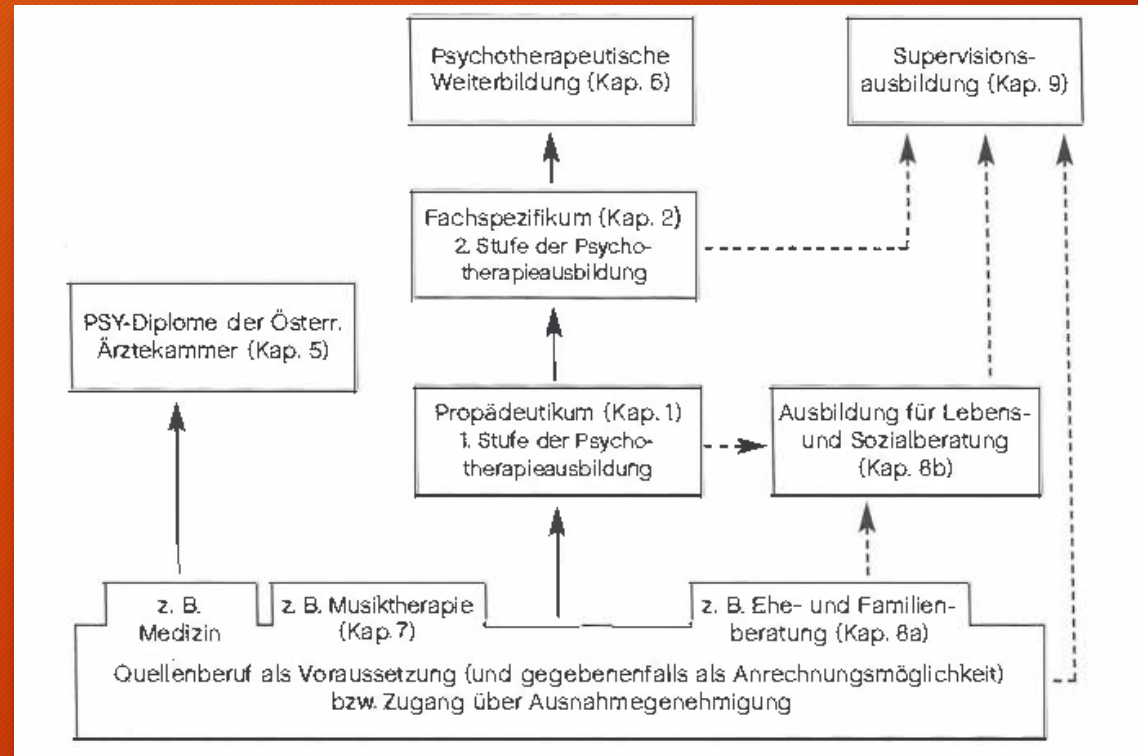 Psychotherapeutische
Weiterbildung (Kap. 6)
Supervisions-
ausbildung (Kap. 9)
Fachspezifikum (Kap. 2)
2. Stufe der Psycho-
therapieausbildung
PSY-Diplome der Österr.
Ärztekammer (Kap. 5)
Propädeutikum (Kap. 1)
1. Stufe der Psycho-
therapieausbildung
Ausbildung für Lebens-
und Sozialberatung
(Kap. 8b)
z. B.
Medizin
z. B. Musiktherapie
(Kap. 7)
z. B. Ehe- und Familien-
beratung (Kap. 8a)
Quellenberuf als Voraussetzung (und gegebenenfalls als Anrechnungsmöglichkeit)
bzw. Zugang über Ausnahmegenehmigung